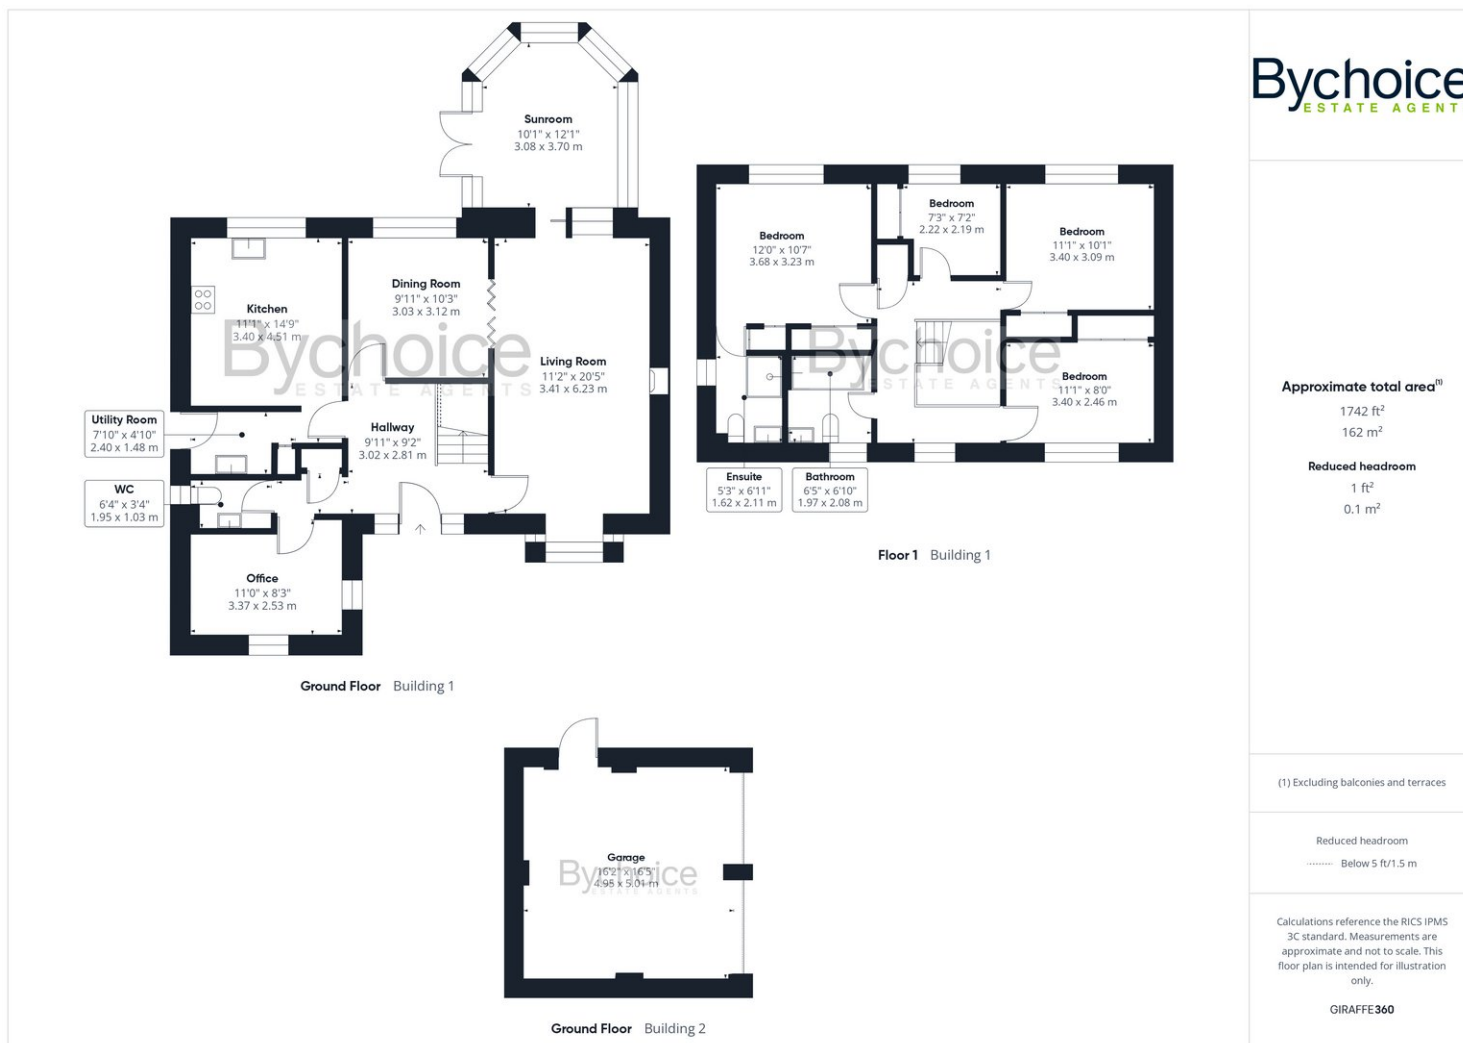 Sunroom
10'1" x 12'1"
3.08 x 3.70 m
Kitchen
11'1" x 14'9"
3.40 x 4.51 m
Dining Room
9'11" x 10'3"
3.03 x 3.12 m
Living Room
11'2" x 20'5"
3.41 x 6.23 m
Utility Room
7'10" x 4'10"
2.40 x 1.48 m
Hallway
9'11" x 9'2"
3.02 x 2.81 m
WC
6'4" x 3'4"
1.95 x 1.03 m
Office
11'0" x 8'3"
3.37 x 2.53 m
Bychoice
ESTATE AGENTS
Ground Floor Building 1
Bedroom
12'0" x 10'7"
3.68 x 3.23 m
Bedroom
7'3" x 7'2"
2.22 x 2.19 m
Bedroom
11'1" x 10'1"
3.40 x 3.09 m
Bedroom
11'1" x 8'0"
3.40 x 2.46 m
Bychoice
ESTATE AGENTS
Ensuite
5'3" x 6'11"
1.62 x 2.11 m
Bathroom
6'5" x 6'10"
1.97 x 2.08 m
Floor 1 Building 1
Garage
16'2" x 16'5"
4.95 x 5.01 m
Bychoice
ESTATE AGENTS
Ground Floor Building 2
Bychoice
ESTATE AGENT
Approximate total area(1)
1742 ft²
162 m²
Reduced headroom
1 ft²
0.1 m²
(1) Excluding balconies and terraces
Reduced headroom
Below 5 ft/1.5 m
Calculations reference the RICS IPMS
3C standard. Measurements are
approximate and not to scale. This
floor plan is intended for illustration
only.
GIRAFFE360